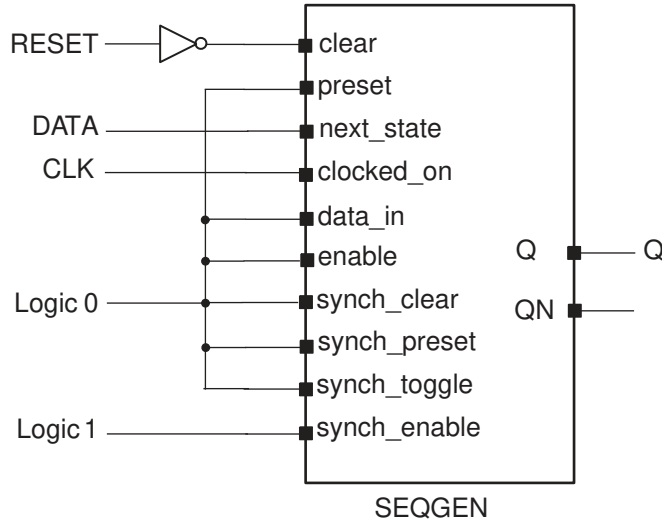 RESET
clear
preset
DATA
next_state
CLK
clocked_on
data_in
enable
Q
Q
Logic 0
synch_clear
QN
synch_preset
synch_toggle
Logic 1
synch_enable
SEQGEN